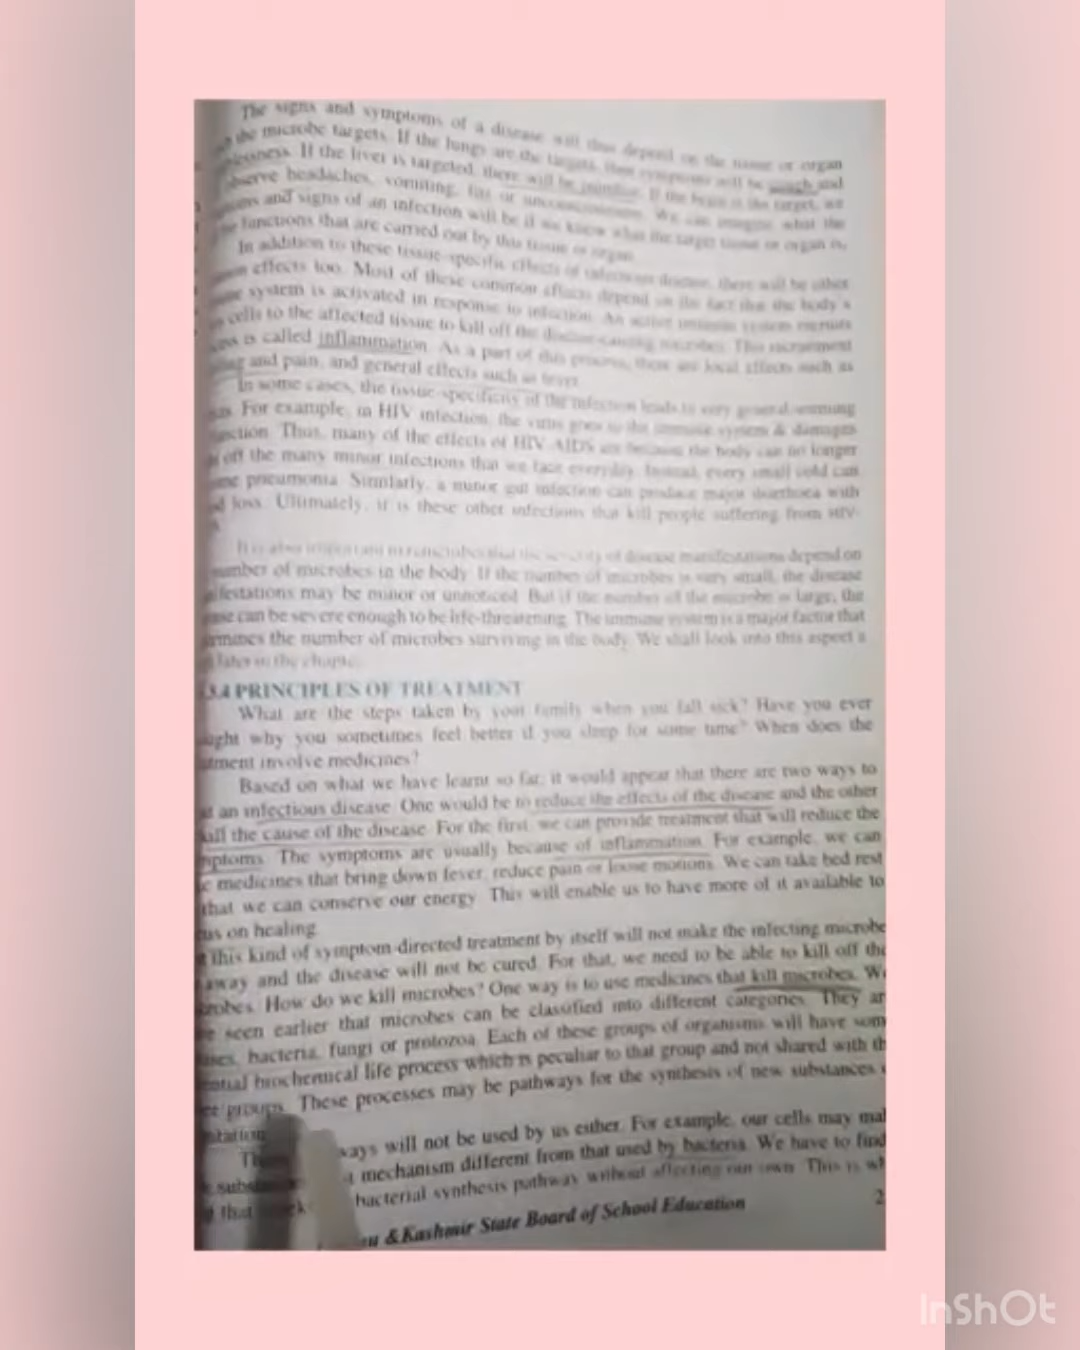 The signs and symptoms of a disease will thus depend on the tissue or organ
the microbe targets. If the lungs are the targets, then symptoms will be cough and
If the liver is targeted, there will be jaundice. If the brain is the target, we
observe headaches, vomiting, fits or unconsciousness. We can imagine what the
and signs of an infection will be if we know what the target tissue or organ is,
functions that are carried out by this tissue or organ.
In addition to these tissue-specific effects of infectious disease, there will be other
effects too. Most of these common effects depend on the fact that the body's
system is activated in response to infection. An active immune system recruits
cells to the affected tissue to kill off the disease-causing microbes. This recruitment
is called inflammation. As a part of this process, there are local effects such as
and pain, and general effects such as fever.
In some cases, the tissue-specificity of the infection leads to very general-seeming
For example, in HIV infection, the virus goes to the immune system & damages
Thus, many of the effects of HIV-AIDS are because the body can no longer
off the many minor infections that we face everyday. Instead, every small cold can
pneumonia. Similarly, a minor gut infection can produce major diarrhoea with
loss. Ultimately, it is these other infections that kill people suffering from HIV-
It is also important to remember that the severity of disease manifestations depend on
number of microbes in the body. If the number of microbes is very small, the disease
may be minor or unnoticed. But if the number of the microbe is large, the
can be severe enough to be life-threatening. The immune system is a major factor that
the number of microbes surviving in the body. We shall look into this aspect a
later in the chapter.
PRINCIPLES OF TREATMENT
What are the steps taken by your family when you fall sick? Have you ever
why you sometimes feel better if you sleep for some time? When does the
involve medicines?
Based on what we have learnt so far, it would appear that there are two ways to
an infectious disease. One would be to reduce the effects of the disease and the other
kill the cause of the disease. For the first, we can provide treatment that will reduce the
The symptoms are usually because of inflammation. For example, we can
medicines that bring down fever, reduce pain or loose motions. We can take bed rest
that we can conserve our energy. This will enable us to have more of it available to
on healing.
this kind of symptom-directed treatment by itself will not make the infecting microbe
away and the disease will not be cured. For that, we need to be able to kill off the
How do we kill microbes? One way is to use medicines that kill microbes. We
seen earlier that microbes can be classified into different categories. They ar
bacteria, fungi or protozoa. Each of these groups of organisms will have som
biochemical life process which is peculiar to that group and not shared with th
groups. These processes may be pathways for the synthesis of new substances
will not be used by us either. For example, our cells may mak
mechanism different from that used by bacteria. We have to find
that bacterial synthesis pathway without affecting our own. This is wh
& Kashmir State Board of School Education
2
InShOt